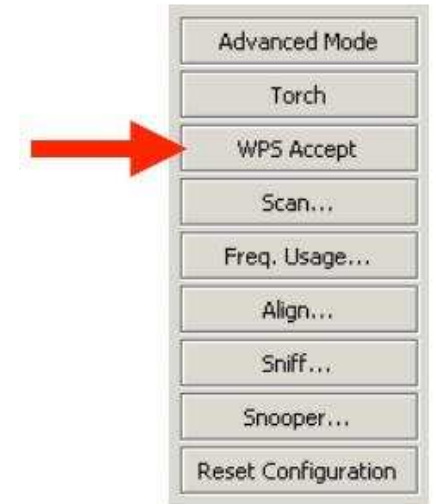 Advanced Mode
Torch
WPS Accept
Scan...
Freq. Usage...
Align...
Sniff...
Snooper...
Reset Configuration